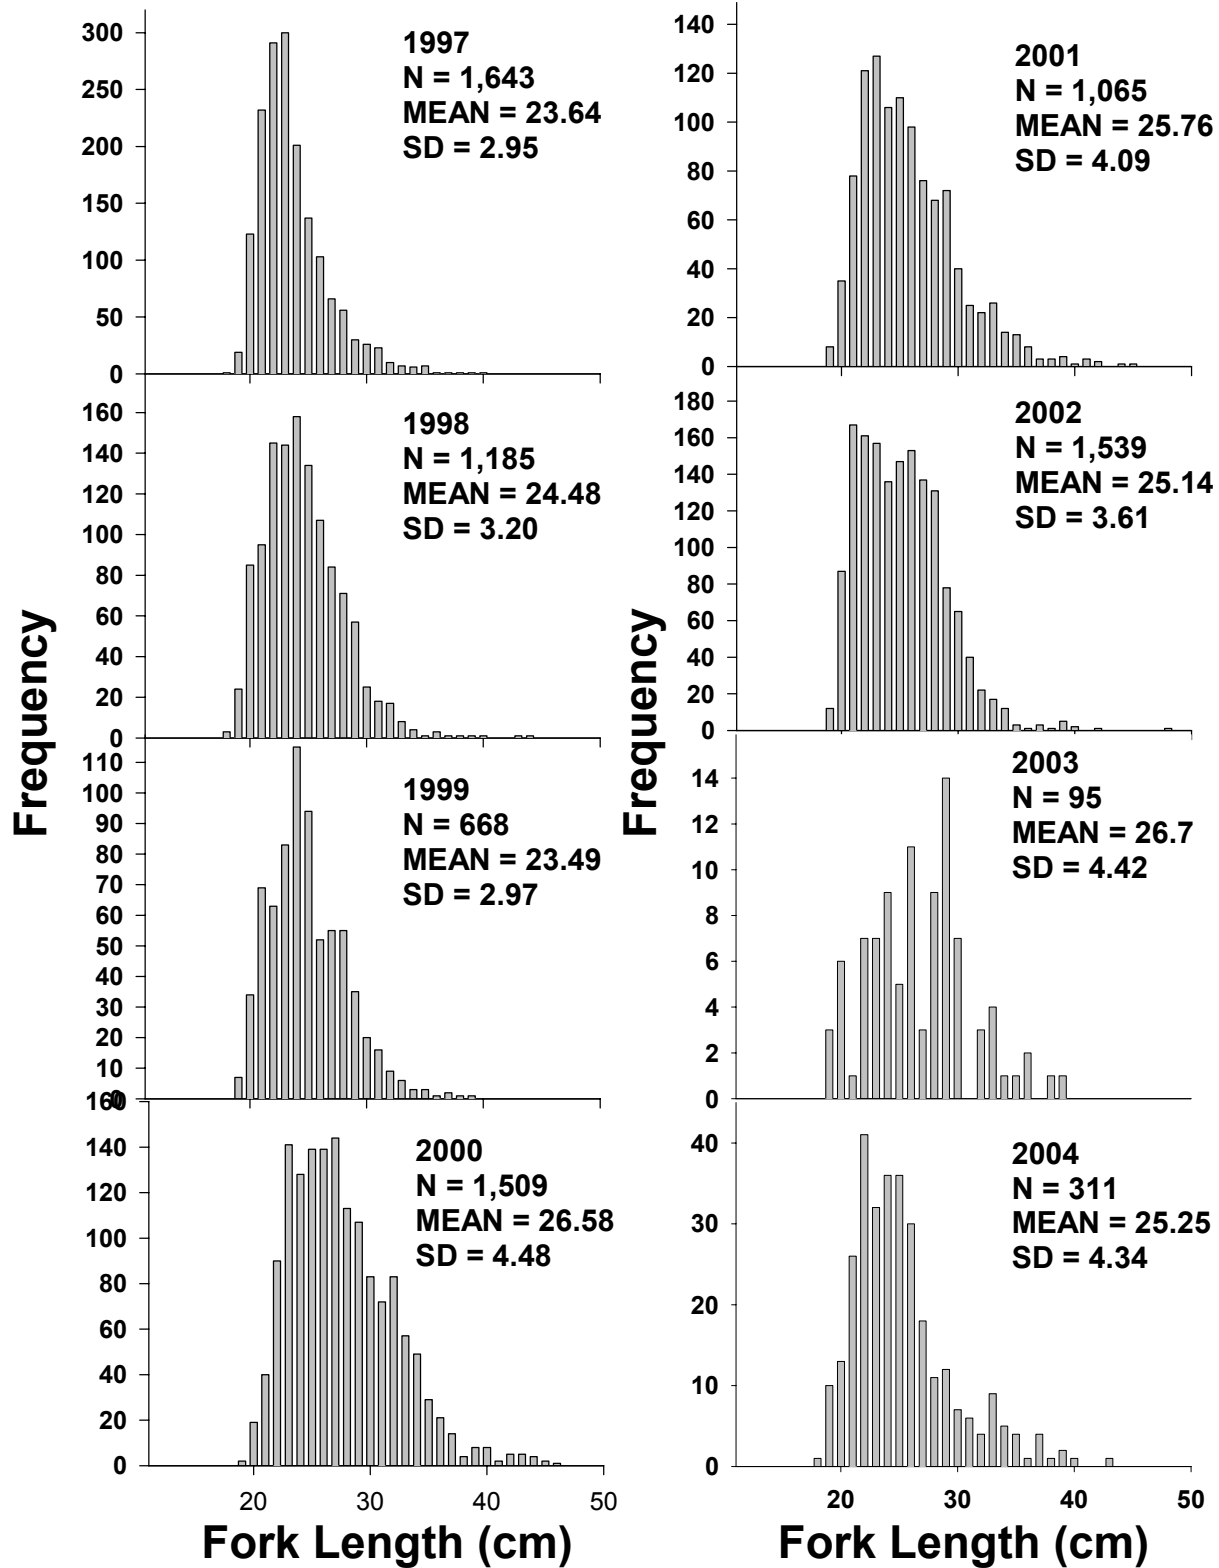 300
250
200
150
100
50
0
1997
N = 1,643
MEAN = 23.64
SD = 2.95
160
140
120
100
80
60
40
20
0
1998
N = 1,185
MEAN = 24.48
SD = 3.20
110
100
90
80
70
60
50
40
30
20
10
0
1999
N = 668
MEAN = 23.49
SD = 2.97
160
140
120
100
80
60
40
20
0
2000
N = 1,509
MEAN = 26.58
SD = 4.48
20 30 40 50
Frequency
Fork Length (cm)
140
120
100
80
60
40
20
0
2001
N = 1,065
MEAN = 25.76
SD = 4.09
180
160
140
120
100
80
60
40
20
0
2002
N = 1,539
MEAN = 25.14
SD = 3.61
14
12
10
8
6
4
2
0
2003
N = 95
MEAN = 26.7
SD = 4.42
40
30
20
10
0
2004
N = 311
MEAN = 25.25
SD = 4.34
20 30 40 50
Frequency
Fork Length (cm)